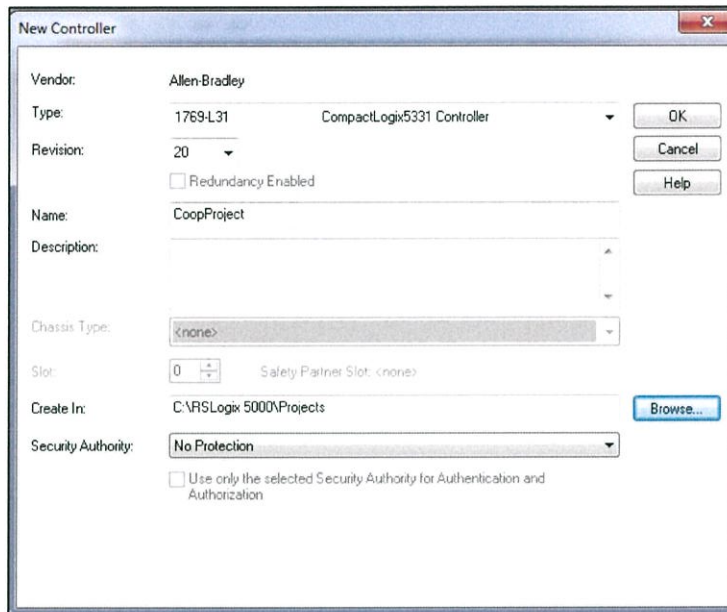 New Controller
Vendor: Allen-Bradley
Type: 1769-L31 CompactLogix5331 Controller OK
Revision: 20 Cancel
Redundancy Enabled Help
Name: CoopProject
Description:
Chassis Type: <none>
Slot: 0 Safety Partner Slot: <none>
Create In: C:\RSLogix 5000\Projects Browse...
Security Authority: No Protection
Use only the selected Security Authority for Authentication and
Authorization